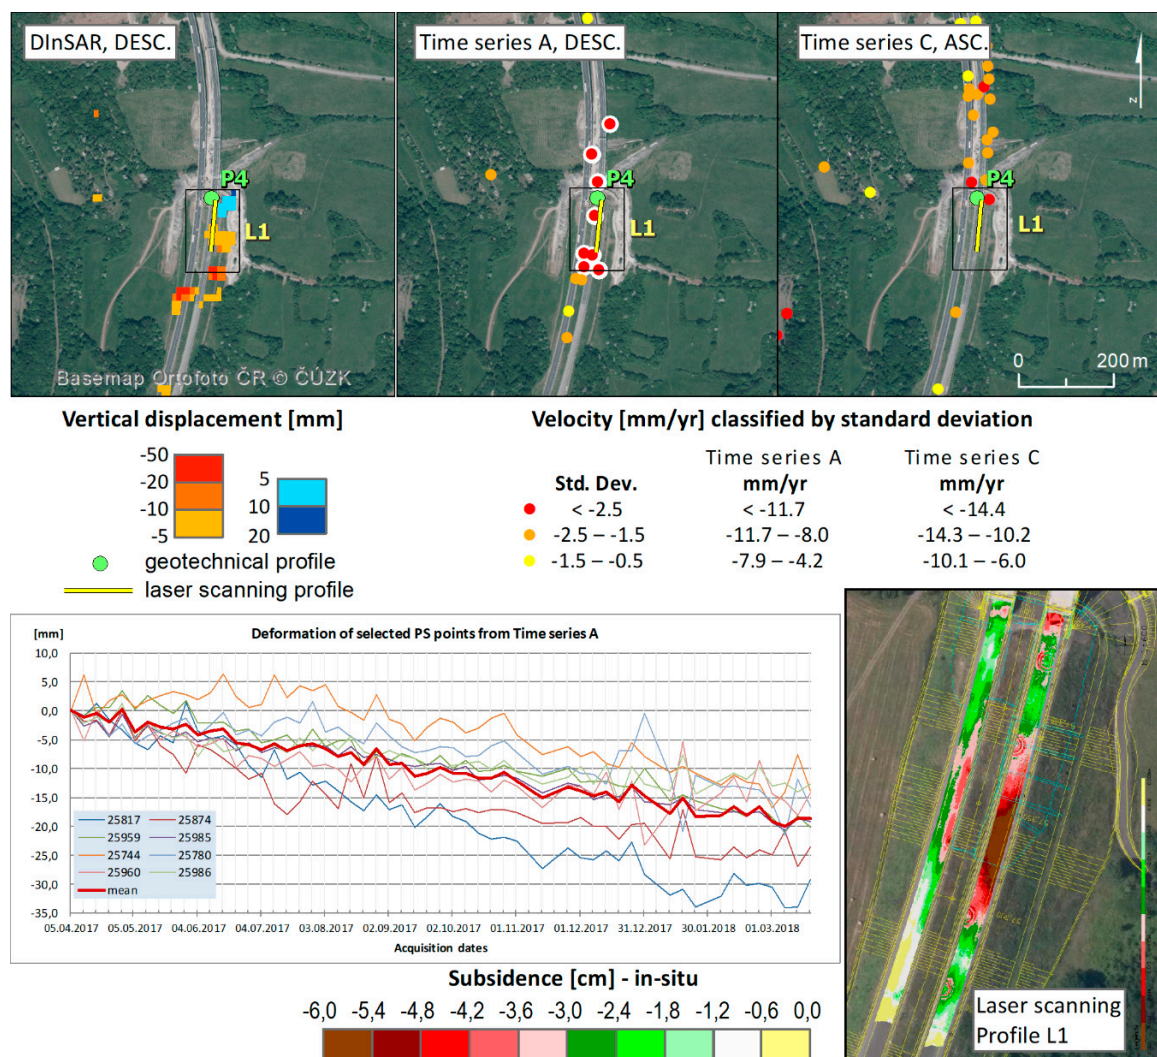 DInSAR, DESC.
Time series A, DESC.
Time series C, ASC.
z
P4
L1
P4
L1
P4
L1
Basemap Ortofoto ČR © ČÚZK
0 200 m
Vertical displacement [mm]
-50
-20
-10
-5
5
10
20
geotechnical profile
laser scanning profile
Velocity [mm/yr] classified by standard deviation
Time series A Time series C
Std. Dev. mm/yr mm/yr
< -2.5 < -11.7 < -14.4
-2.5 – -1.5 -11.7 – -8.0 -14.3 – -10.2
-1.5 – -0.5 -7.9 – -4.2 -10.1 – -6.0
[mm]
Deformation of selected PS points from Time series A
10,0
5,0
0,0
-5,0
-10,0
-15,0
-20,0
-25,0
-30,0
-35,0
25817 25874
25959 25985
25744 25780
25960 25986
mean
05.04.2017 05.05.2017 04.06.2017 04.07.2017 03.08.2017 02.09.2017 02.10.2017 01.11.2017 01.12.2017 31.12.2017 30.01.2018 01.03.2018
Acquisition dates
Laser scanning
Profile L1
Subsidence [cm] - in-situ
-6,0 -5,4 -4,8 -4,2 -3,6 -3,0 -2,4 -1,8 -1,2 -0,6 0,0